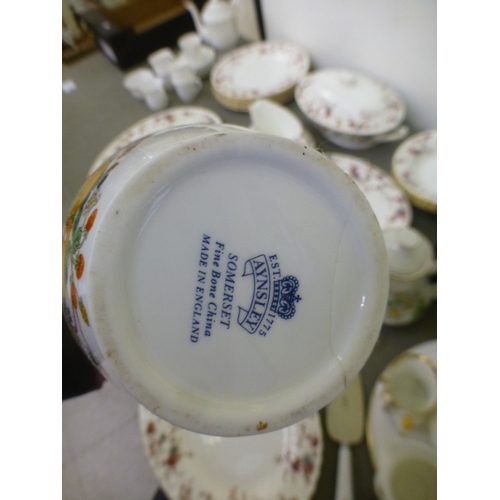 EST. 1775
AYNSLEY
SOMERSET
Fine Bone China
MADE IN ENGLAND